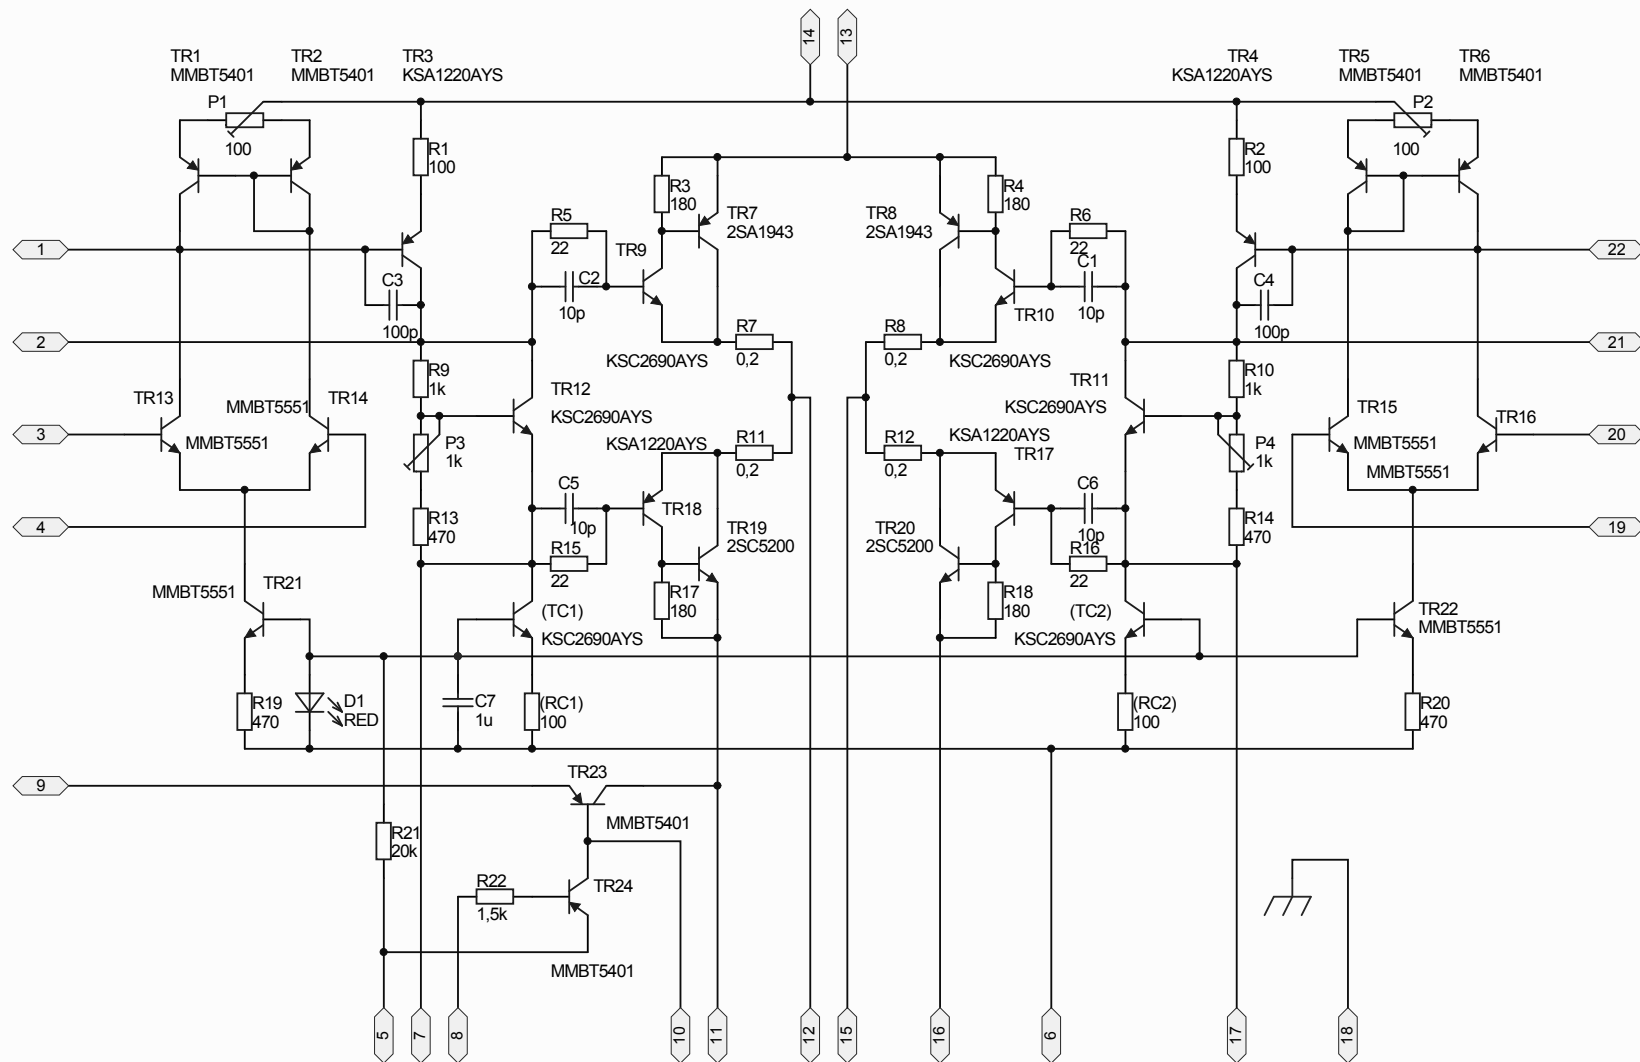 14
13
TR1
MMBT5401
TR2
MMBT5401
TR3
KSA1220AYS
TR4
KSA1220AYS
TR5
MMBT5401
TR6
MMBT5401
P1
100
P2
100
R1
100
R2
100
R3
180
R4
180
R5
22
R6
22
TR7
2SA1943
TR8
2SA1943
TR9
TR10
1
22
C3
100p
C2
10p
C1
10p
C4
100p
2
21
R7
0,2
R8
0,2
KSC2690AYS
KSC2690AYS
R9
1k
R10
1k
TR12
KSC2690AYS
TR11
KSC2690AYS
TR13
MMBT5551
MMBT5551
TR14
TR15
MMBT5551
TR16
MMBT5551
3
20
P3
1k
P4
1k
KSA1220AYS
R11
0,2
R12
0,2
KSA1220AYS
TR17
C5
10p
TR18
C6
10p
4
19
R13
470
R14
470
R15
22
R16
22
TR19
2SC5200
TR20
2SC5200
MMBT5551
TR21
(TC1)
KSC2690AYS
R17
180
R18
180
(TC2)
KSC2690AYS
TR22
MMBT5551
R19
470
D1
RED
C7
1u
(RC1)
100
(RC2)
100
R20
470
9
TR23
MMBT5401
R21
20k
R22
1,5k
TR24
MMBT5401
5
7
8
10
11
12
15
16
6
17
18